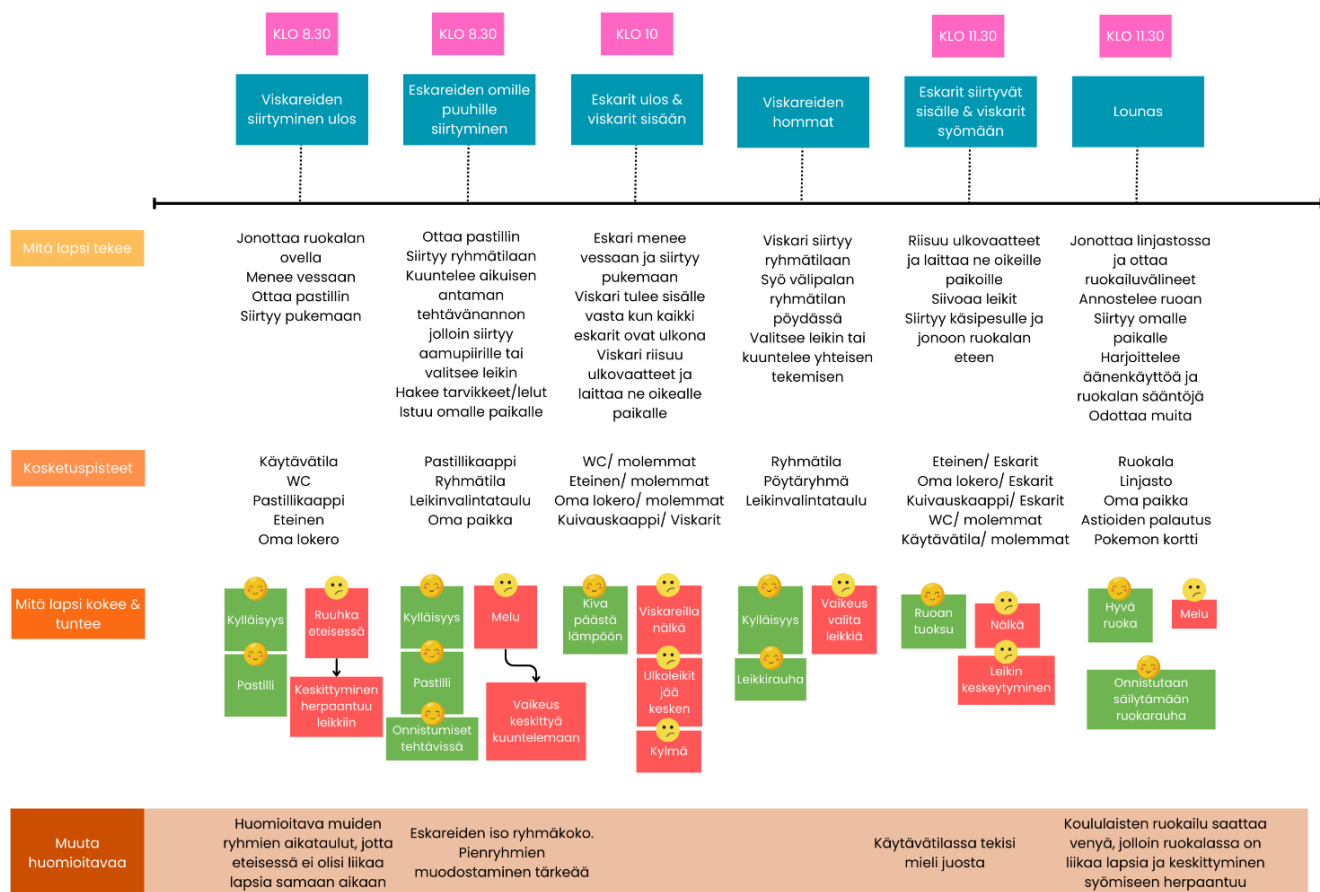 KLO 8.30
KLO 8.30
KLO 10
KLO 11.30
KLO 11.30
Viskareiden
siirtyminen ulos
Eskareiden omille
puuhille
siirtyminen
Eskarit ulos &
viskarit sisään
Viskareiden
hommat
Eskarit siirtyvät
sisälle & viskarit
syömään
Lounas
Mitä lapsi tekee
Jonottaa ruokalan
ovella
Menee vessaan
Ottaa pastillin
Siirtyy pukemaan
Ottaa pastillin
Siirtyy ryhmätilaan
Kuuntelee aikuisen
antaman
tehtävänannon
jolloin siirtyy
aamupiirille tai
valitsee leikin
Hakee tarvikkeet/lelut
Istuu omalle paikalle
Eskari menee
vessaan ja siirtyy
pukemaan
Viskari tulee sisälle
vasta kun kaikki
eskarit ovat ulkona
Viskari riisuu
ulkovaatteet ja
laittaa ne oikealle
paikalle
Viskari siirtyy
ryhmätilaan
Syö välipalan
ryhmätilan
pöydässä
Valitsee leikin tai
kuuntelee yhteisen
tekemisen
Riisuu ulkovaatteet
ja laittaa ne oikeille
paikoille
Siivoaa leikit
Siirtyy käsipesulle ja
jonoon ruokalan
eteen
Jonottaa linjastossa
ja ottaa
ruokailuvälineet
Annostelee ruoan
Siirtyy omalle
paikalle
Harjoittelee
äänenkäyttöä ja
ruokalan sääntöjä
Odottaa muita
Kosketuspisteet
Käytävätila
WC
Pastillikaappi
Eteinen
Oma lokero
Pastillikaappi
Ryhmätila
Leikinvalintataulu
Oma paikka
WC/ molemmat
Eteinen/ molemmat
Oma lokero/ molemmat
Kuivauskaappi/ Viskarit
Ryhmätila
Pöytäryhmä
Leikinvalintataulu
Eteinen/ Eskarit
Oma lokero/ Eskarit
Kuivauskaappi/ Eskarit
WC/ molemmat
Käytävätila/ molemmat
Ruokala
Linjasto
Oma paikka
Astioiden palautus
Pokemon kortti
Mitä lapsi kokee &
tuntee
Kylläisyys
Pastilli
Ruuhka
eteisessä
Keskittyminen
herpaantuu
leikkiin
Kylläisyys
Pastilli
Onnistumiset
tehtävissä
Melu
Vaikeus
keskittyä
kuuntelemaan
Kiva
päästä
lämpöön
Viskareilla
nälkä
Ulkoleikit
jää
kesken
Kylmä
Kylläisyys
Leikkirauha
Vaikeus
valita
leikkiä
Ruoan
tuoksu
Nälkä
Leikin
keskeytyminen
Hyvä
ruoka
Melu
Onnistutaan
säilytämään
ruokarauha
Muuta
huomioitavaa
Huomioitava muiden
ryhmien aikataulut, jotta
eteisessä ei olisi liikaa
lapsia samaan aikaan
Eskareiden iso ryhmäkoko.
Pienryhmien
muodostaminen tärkeää
Käytävätilassa tekisi
mieli juosta
Koululaisten ruokailu saattaa
venyä, jolloin ruokalassa on
liikaa lapsia ja keskittyminen
syömiseen herpaantuu